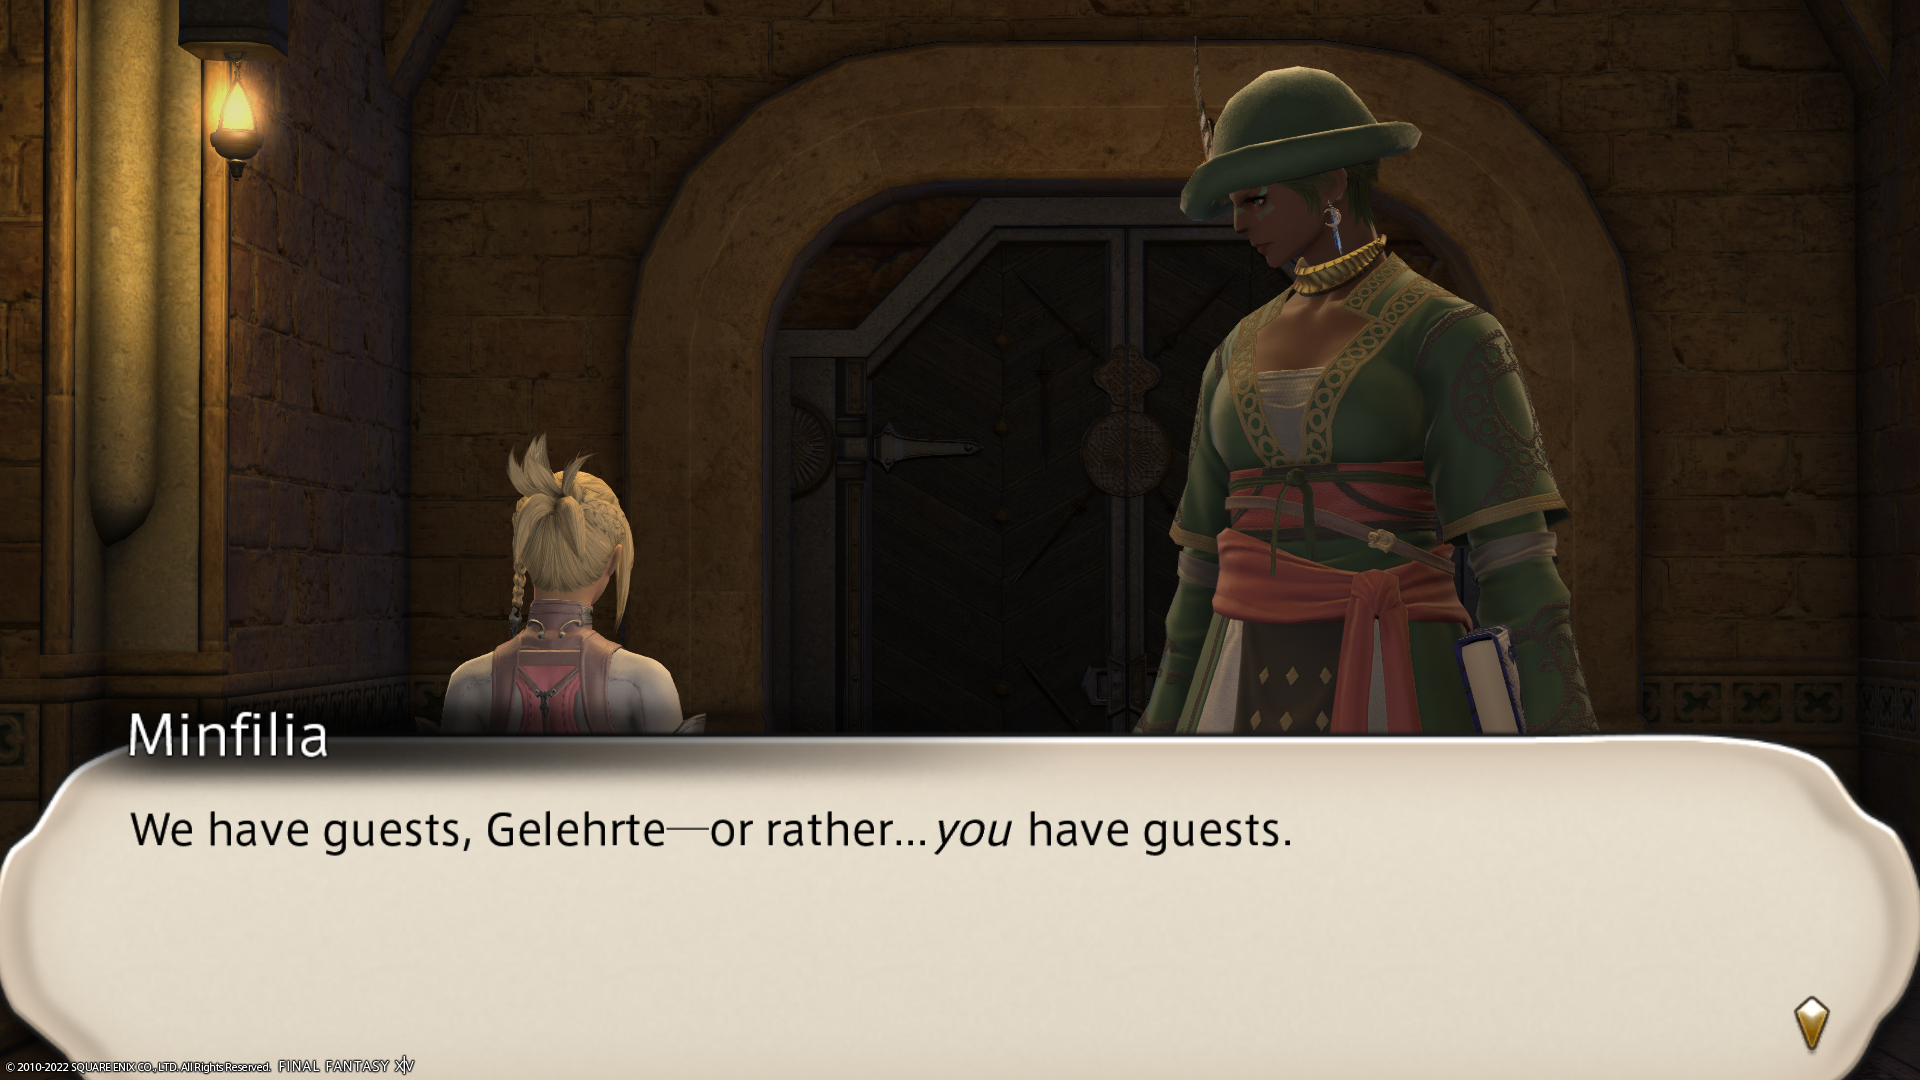 Minfilia
We have guests, Gelehrte—or rather...you have guests.
© 2010-2022 SQUARE ENIX CO., LTD. All Rights Reserved. FINAL FANTASY XIV